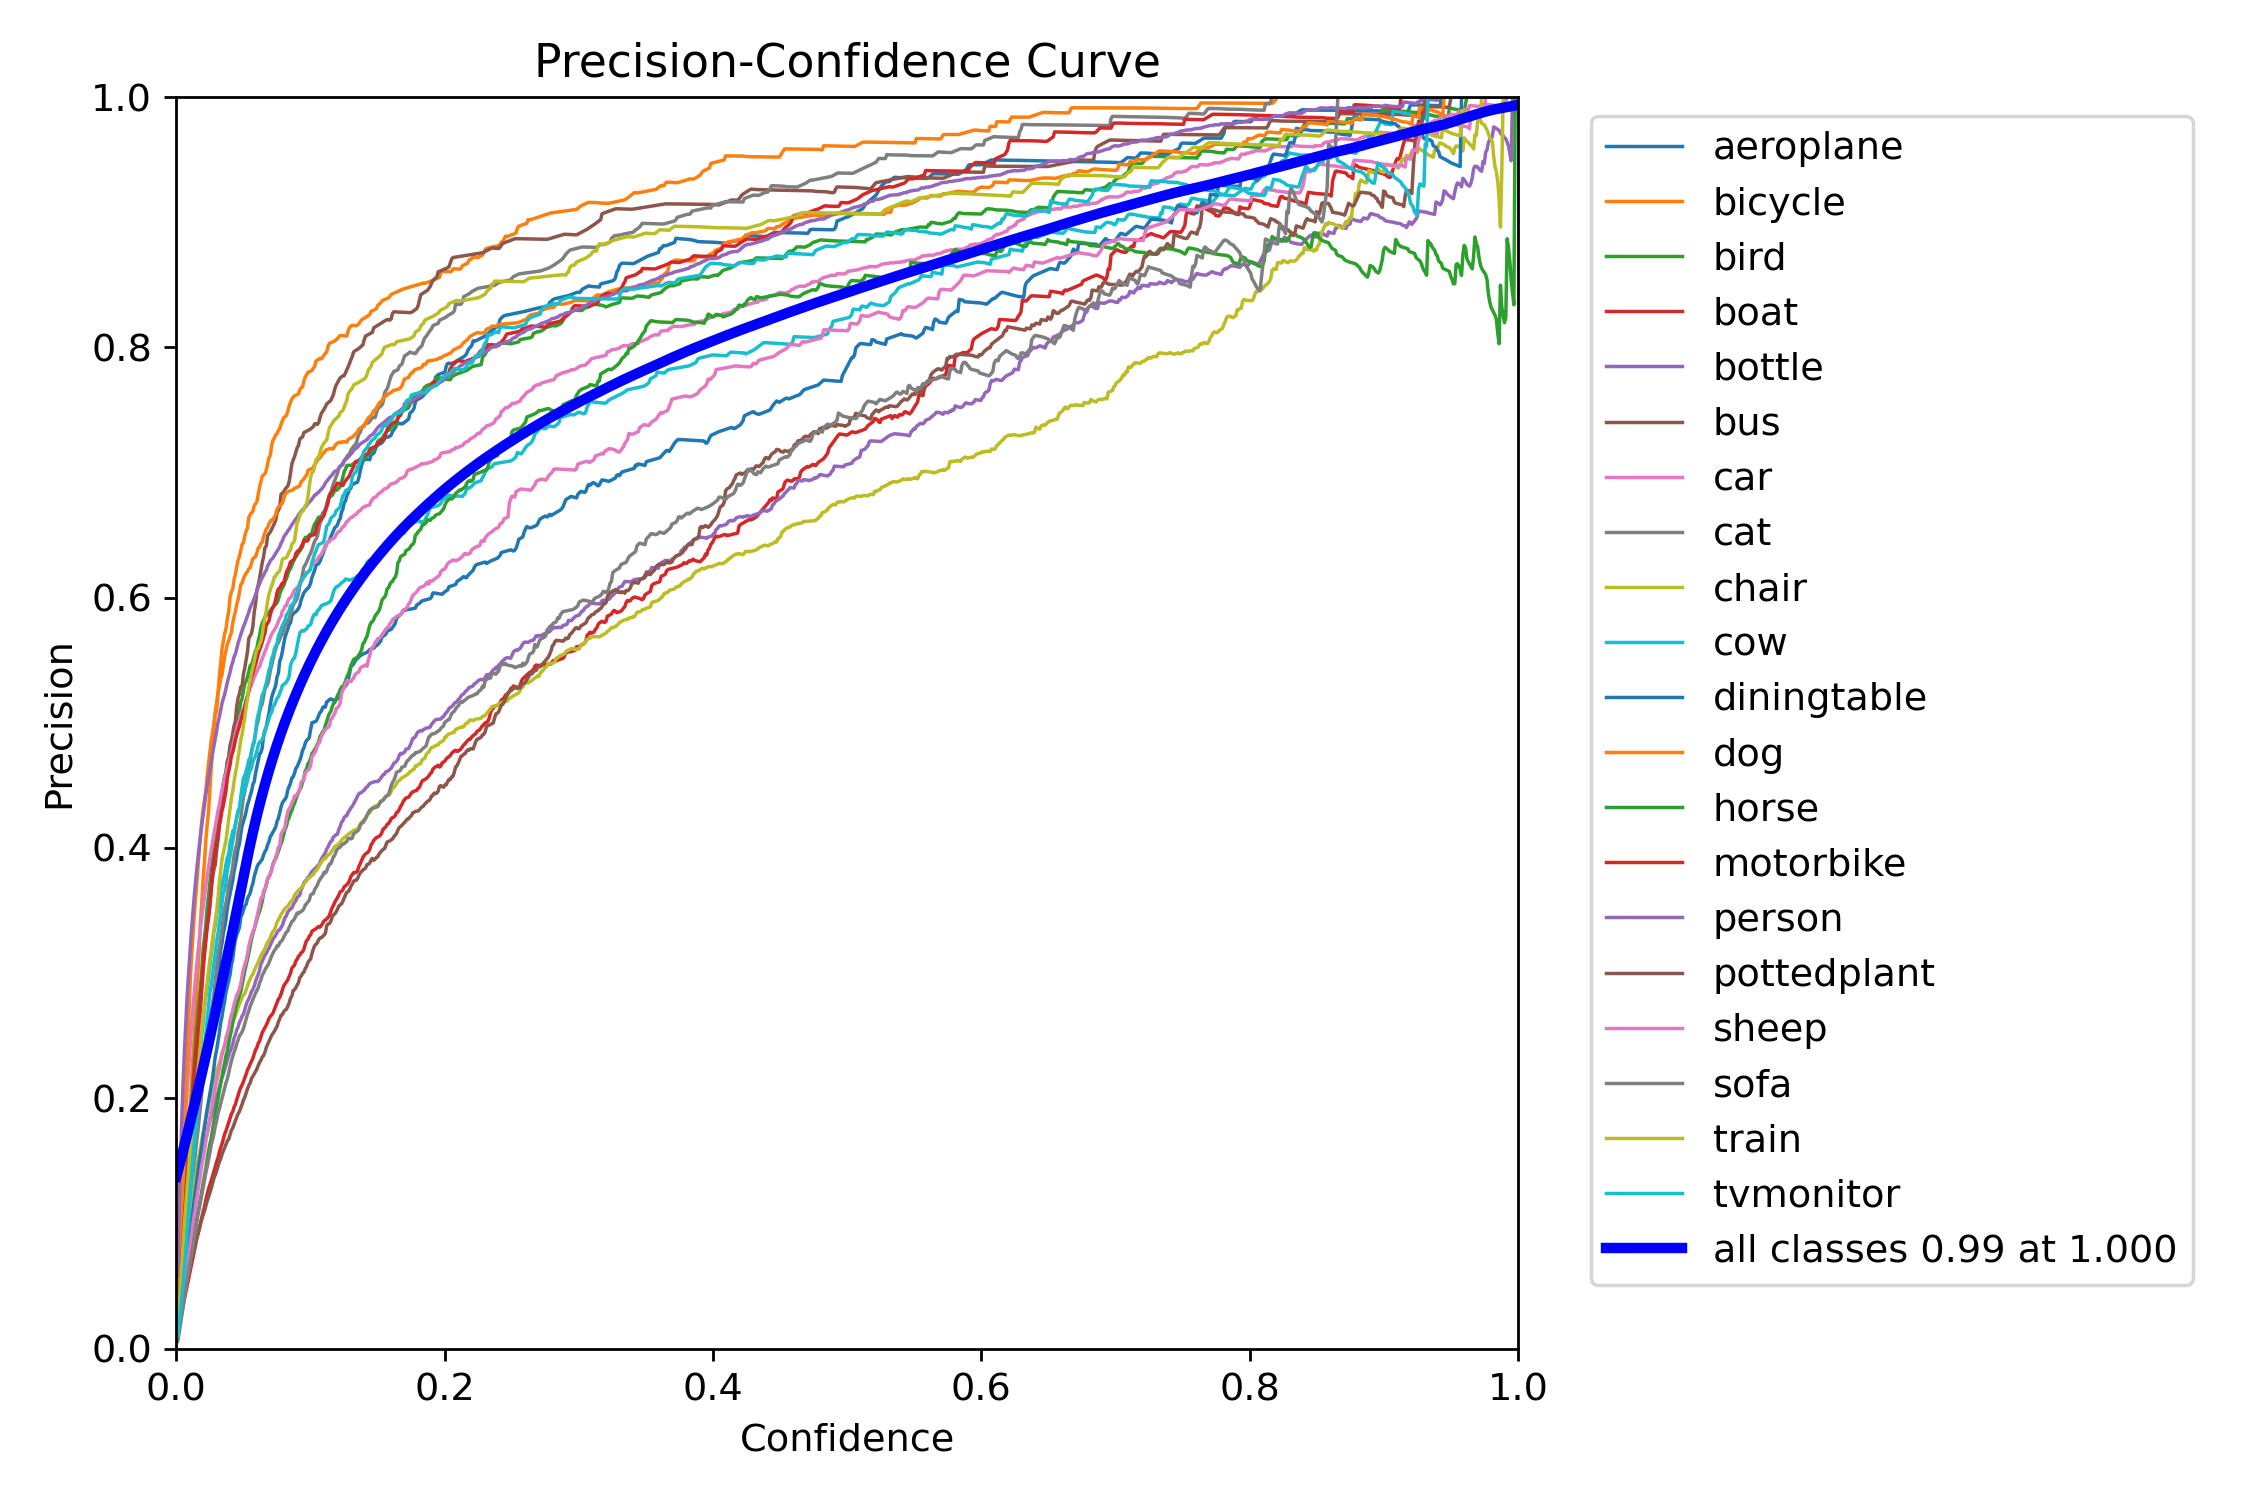 Precision-Confidence Curve
1.0
0.8
0.6
0.4
0.2
0.0
Precision
0.0 0.2 0.4 0.6 0.8 1.0
Confidence
aeroplane
bicycle
bird
boat
bottle
bus
car
cat
chair
cow
diningtable
dog
horse
motorbike
person
pottedplant
sheep
sofa
train
tvmonitor
all classes 0.99 at 1.000